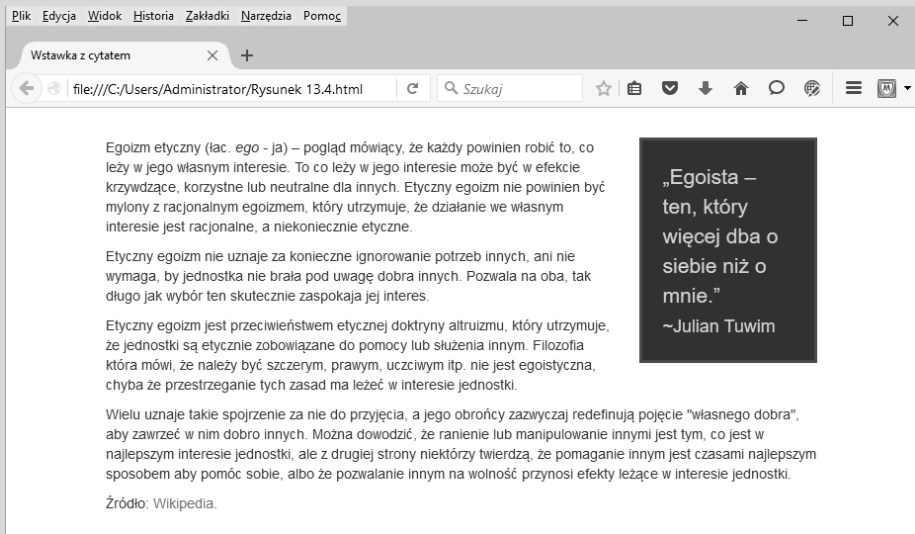 Plik Edycja Widok Historia Zakładki Narzędzia Pomoc
Wstawka z cytatem
file:///C:/Users/Administrator/Rysunek 13.4.html
Szukaj
Egoizm etyczny (łac. ego - ja) – pogląd mówiący, że każdy powinien robić to, co
leży w jego własnym interesie. To co leży w jego interesie może być w efekcie
krzywdzące, korzystne lub neutralne dla innych. Etyczny egoizm nie powinien być
mylony z racjonalnym egoizmem, który utrzymuje, że działanie we własnym
interesie jest racjonalne, a niekoniecznie etyczne.
Etyczny egoizm nie uznaje za konieczne ignorowanie potrzeb innych, ani nie
wymaga, by jednostka nie brała pod uwagę dobra innych. Pozwala na oba, tak
długo jak wybór ten skutecznie zaspokaja jej interes.
Etyczny egoizm jest przeciwieństwem etycznej doktryny altruizmu, który utrzymuje,
że jednostki są etycznie zobowiązane do pomocy lub służenia innym. Filozofia
która mówi, że należy być szczerym, prawym, uczciwym itp. nie jest egoistyczna,
chyba że przestrzeganie tych zasad ma leżeć w interesie jednostki.
Wielu uznaje takie spojrzenie za nie do przyjęcia, a jego obrońcy zazwyczaj redefinują pojęcie "własnego dobra",
aby zawrzeć w nim dobro innych. Można dowodzić, że ranienie lub manipulowanie innymi jest tym, co jest w
najlepszym interesie jednostki, ale z drugiej strony niektórzy twierdzą, że pomaganie innym jest czasami najlepszym
sposobem aby pomóc sobie, albo że pozwalanie innym na wolność przynosi efekty leżące w interesie jednostki.
Źródło: Wikipedia.
„Egoista –
ten, który
więcej dba o
siebie niż o
mnie.”
~Julian Tuwim